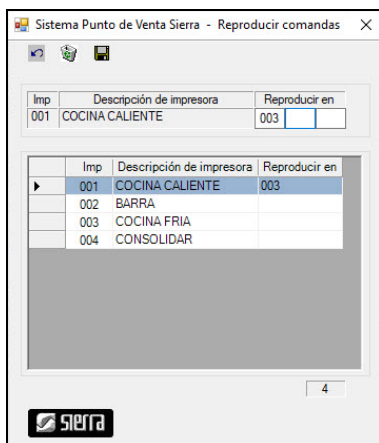 Sistema Punto de Venta Sierra - Reproducir comandas
Imp Descripción de impresora Reproducir en
001 COCINA CALIENTE 003
Imp Descripción de impresora Reproducir en
001 COCINA CALIENTE 003
002 BARRA
003 COCINA FRIA
004 CONSOLIDAR
4
sierra